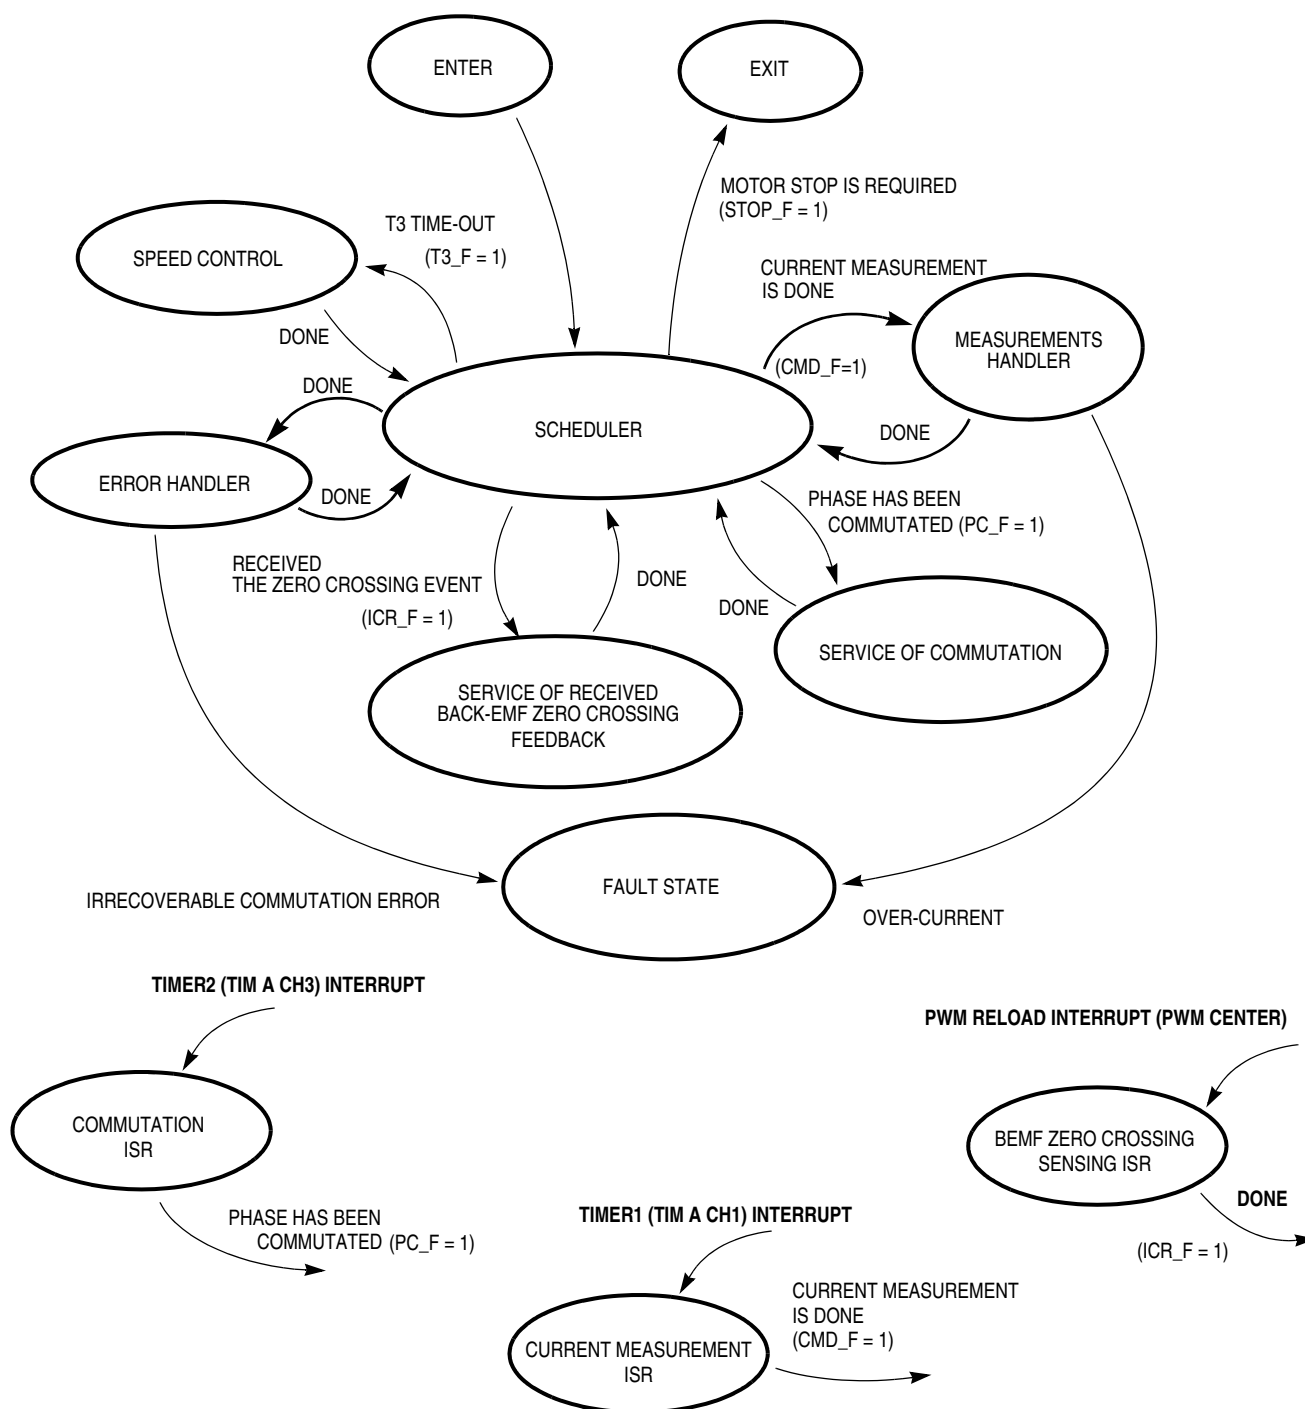 ENTER
EXIT
MOTOR STOP IS REQUIRED
(STOP_F = 1)
T3 TIME-OUT
(T3_F = 1)
SPEED CONTROL
CURRENT MEASUREMENT
IS DONE
DONE
MEASUREMENTS
HANDLER
(CMD_F=1)
DONE
SCHEDULER
DONE
ERROR HANDLER
DONE
PHASE HAS BEEN
COMMUTATED (PC_F = 1)
RECEIVED
THE ZERO CROSSING EVENT
(ICR_F = 1)
DONE
DONE
SERVICE OF COMMUTATION
SERVICE OF RECEIVED
BACK-EMF ZERO CROSSING
FEEDBACK
FAULT STATE
IRRECOVERABLE COMMUTATION ERROR
OVER-CURRENT
TIMER2 (TIM A CH3) INTERRUPT
PWM RELOAD INTERRUPT (PWM CENTER)
COMMUTATION
ISR
BEMF ZERO CROSSING
SENSING ISR
DONE
(ICR_F = 1)
PHASE HAS BEEN
COMMUTATED (PC_F = 1)
TIMER1 (TIM A CH1) INTERRUPT
CURRENT MEASUREMENT
IS DONE
(CMD_F = 1)
CURRENT MEASUREMENT
ISR